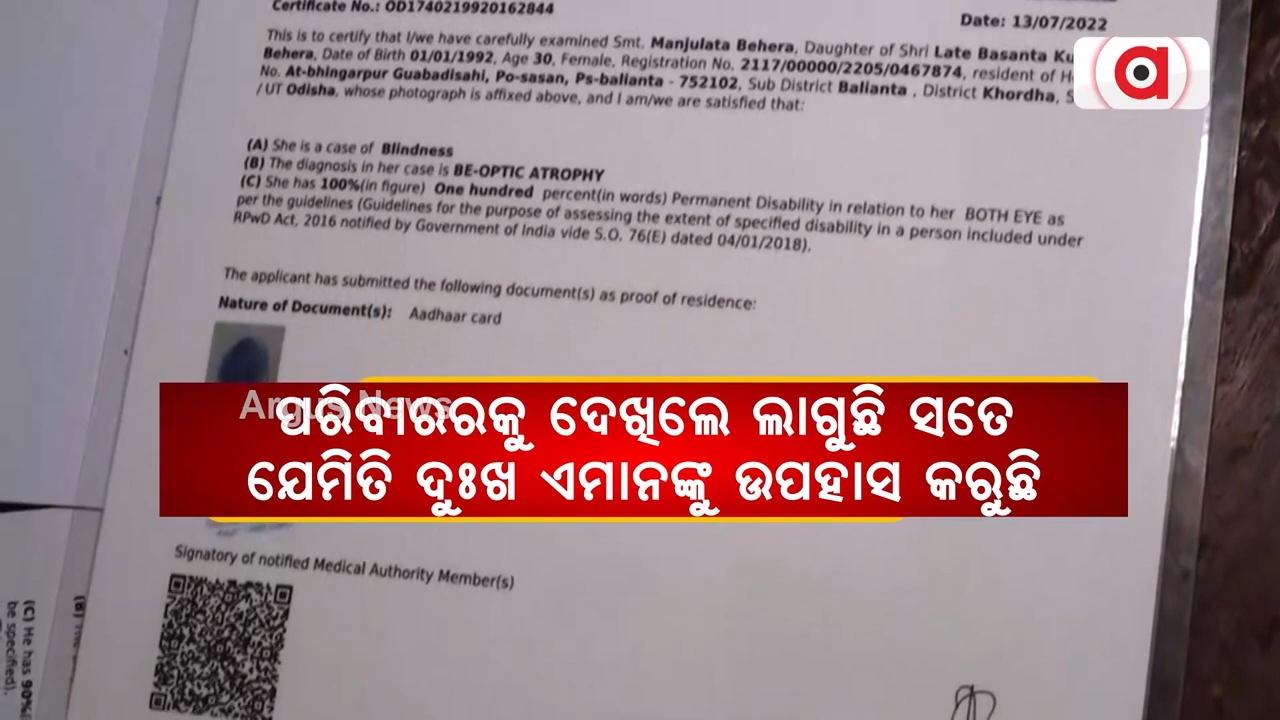 Certificate No.: OD1740219920162844
Date: 13/07/2022
This is to certify that I/we have carefully examined Smt. Manjulata Behera, Daughter of Shri Late Basanta
Behera, Date of Birth 01/01/1992, Age 30, Female, Registration No. 2117/00000/2205/0467874, resident of
No. At-bhingarpur Guabadisahi, Po-sasan, Ps-balianta - 752102, Sub District Balianta , District Khordha,
/ UT Odisha, whose photograph is affixed above, and I am/we are satisfied that:
(A) She is a case of Blindness
(B) The diagnosis in her case is BE-OPTIC ATROPHY
(C) She has 100%(in figure) One hundred percent(in words) Permanent Disability in relation to her BOTH EYE as
per the guidelines (Guidelines for the purpose of assessing the extent of specified disability in a person included under
RPwD Act, 2016 notified by Government of India vide S.O. 76(E) dated 04/01/2018).
The applicant has submitted the following document(s) as proof of residence:
Nature of Document(s): Aadhaar card
Argus News
ପରିବାରରକୁ ଦେଖିଲେ ଲାଗୁଛି ସତେ
ଯେମିତି ଦୁଃଖ ଏମାନଙ୍କୁ ଉପହାସ କରୁଛି
Signatory of notified Medical Authority Member(s)
(C) He has 90%(
be specified).
a